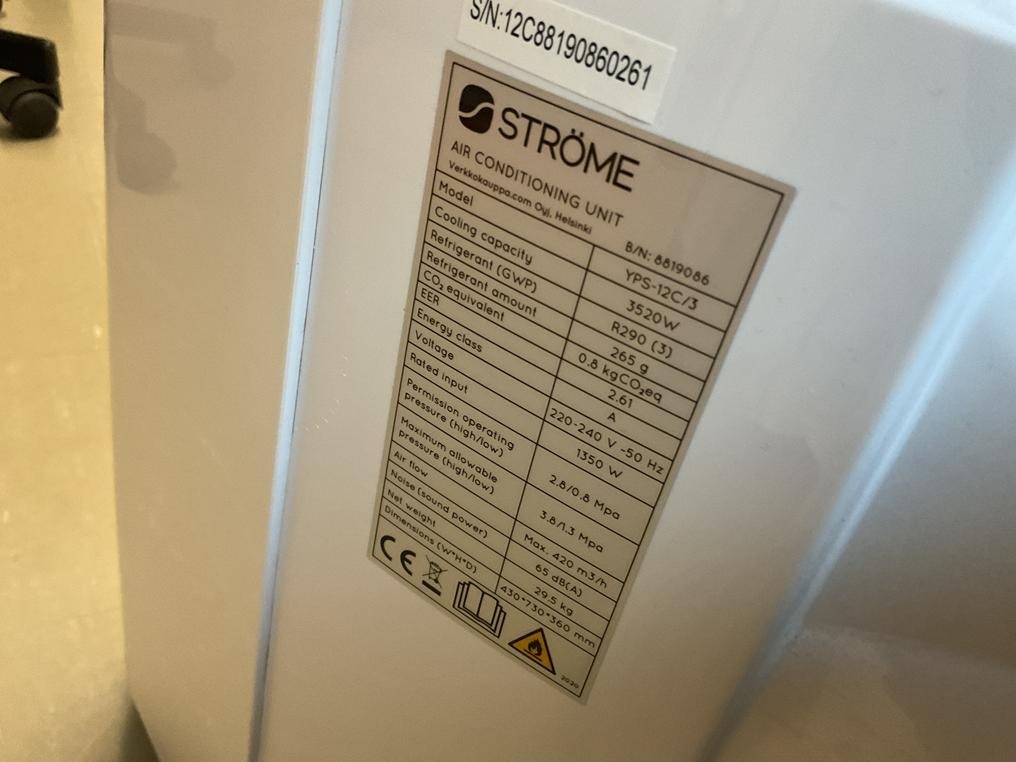 S/N:12C88190860261
STRÖME
AIR CONDITIONING UNIT
Verkkokauppa.com Oyj, Helsinki
B/N: 8819086
Model YPS-12C/3
Cooling capacity 3520W
Refrigerant (GWP) R290 (3)
Refrigerant amount 265 g
CO₂ equivalent 0.8 kgCO₂eq
EER 2.61
Energy class A
Voltage 220-240 V ~50 Hz
Rated input 1350 W
Permission operating
pressure (high/low) 2.8/0.8 Mpa
Maximum allowable
pressure (high/low) 3.8/1.3 Mpa
Air flow Max. 420 m3/h
Noise (sound power) 65 dB(A)
Net weight 29.5 kg
Dimensions (W*H*D) 430*730*360 mm
CE
2020